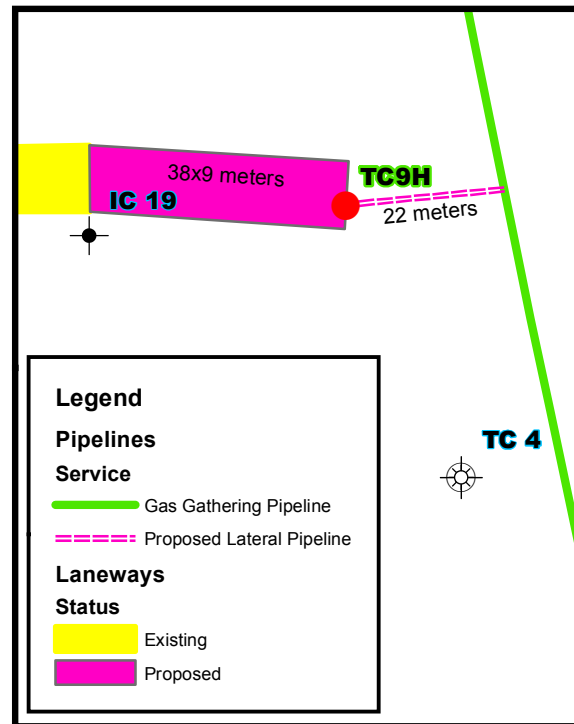 38x9 meters
TC9H
IC 19
22 meters
TC 4
Legend
Pipelines
Service
Gas Gathering Pipeline
Proposed Lateral Pipeline
Laneways
Status
Existing
Proposed